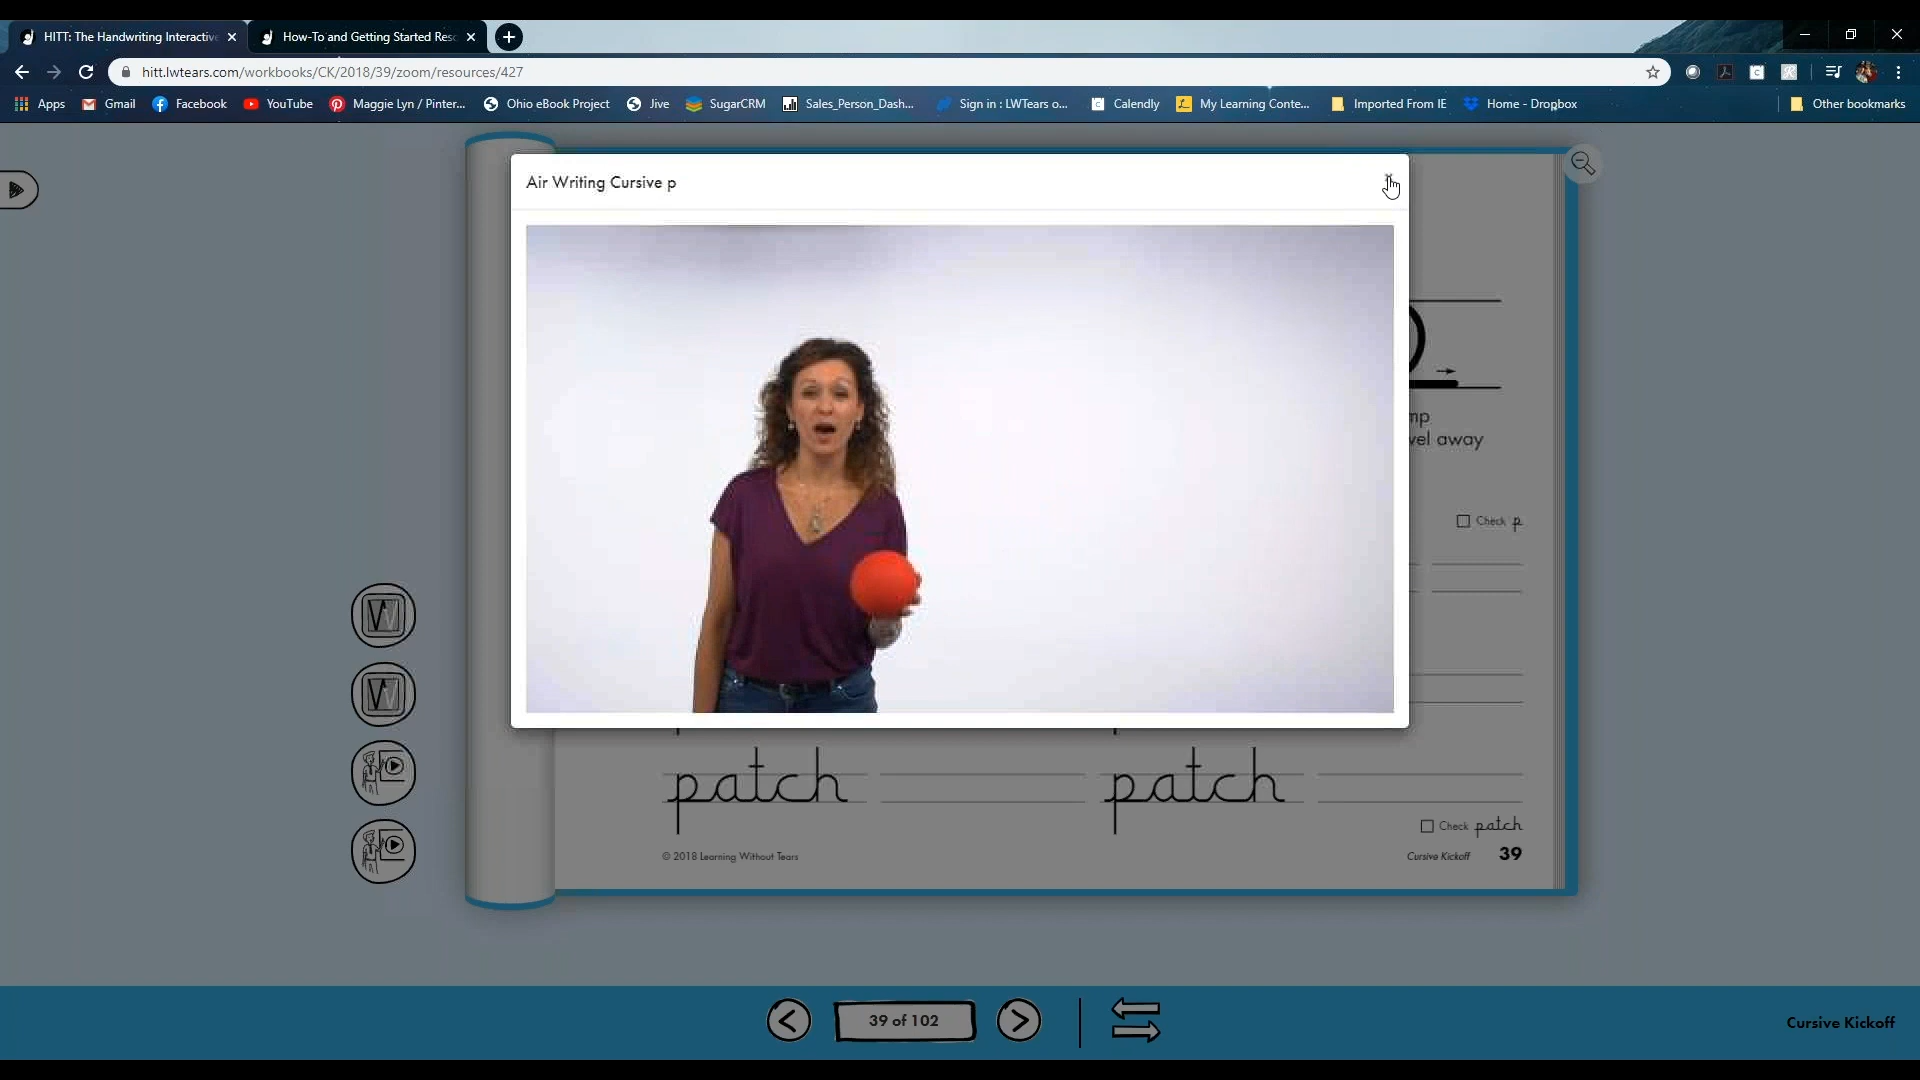 HITT: The Handwriting Interactive
How-To and Getting Started Res
hitt.lwtears.com/workbooks/CK/2018/39/zoom/resources/427
Apps Gmail Facebook YouTube Maggie Lyn / Pinter... Ohio eBook Project Jive SugarCRM Sales_Person_Dash... Sign in : LWTears o... Calendly My Learning Conte... Imported From IE Home - Dropbox Other bookmarks
Air Writing Cursive p
mp
vel away
Check p
patch patch
Check patch
© 2018 Learning Without Tears
Cursive Kickoff 39
39 of 102
Cursive Kickoff